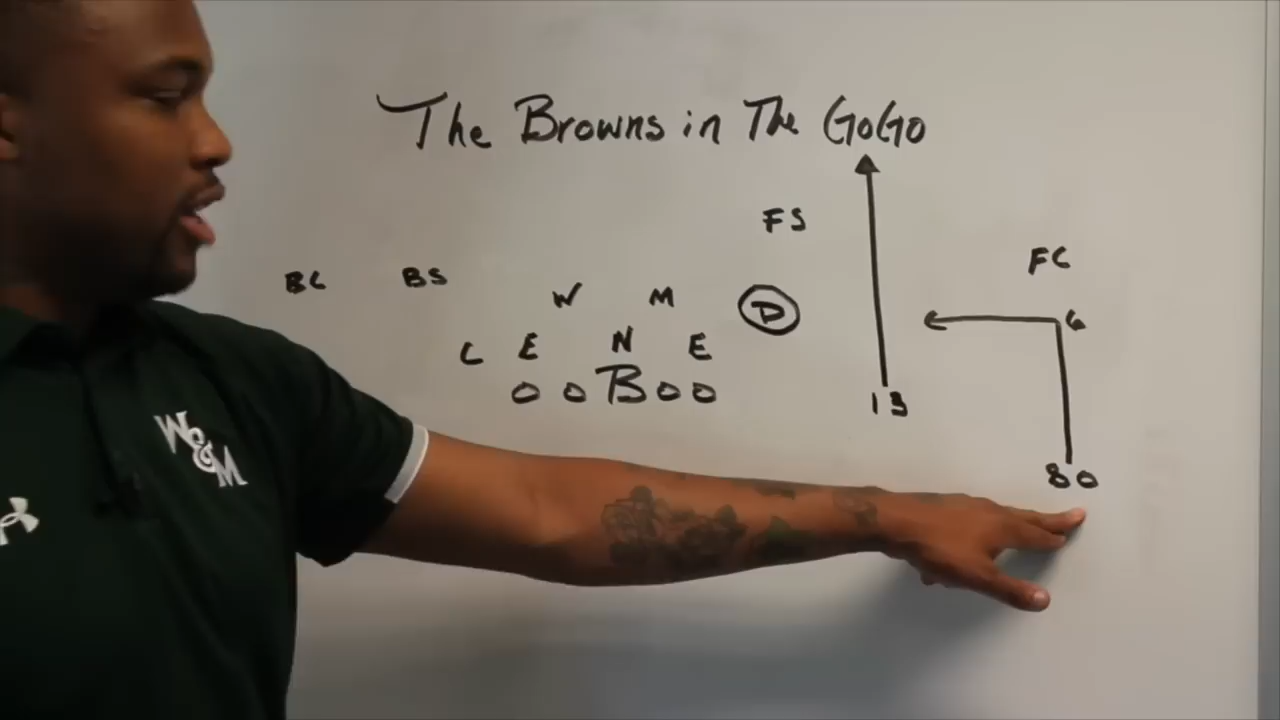 The Browns in The GoGo
FS
FC
BC BS
W M D
6
C E N E
O O B O O
13
80
W&M